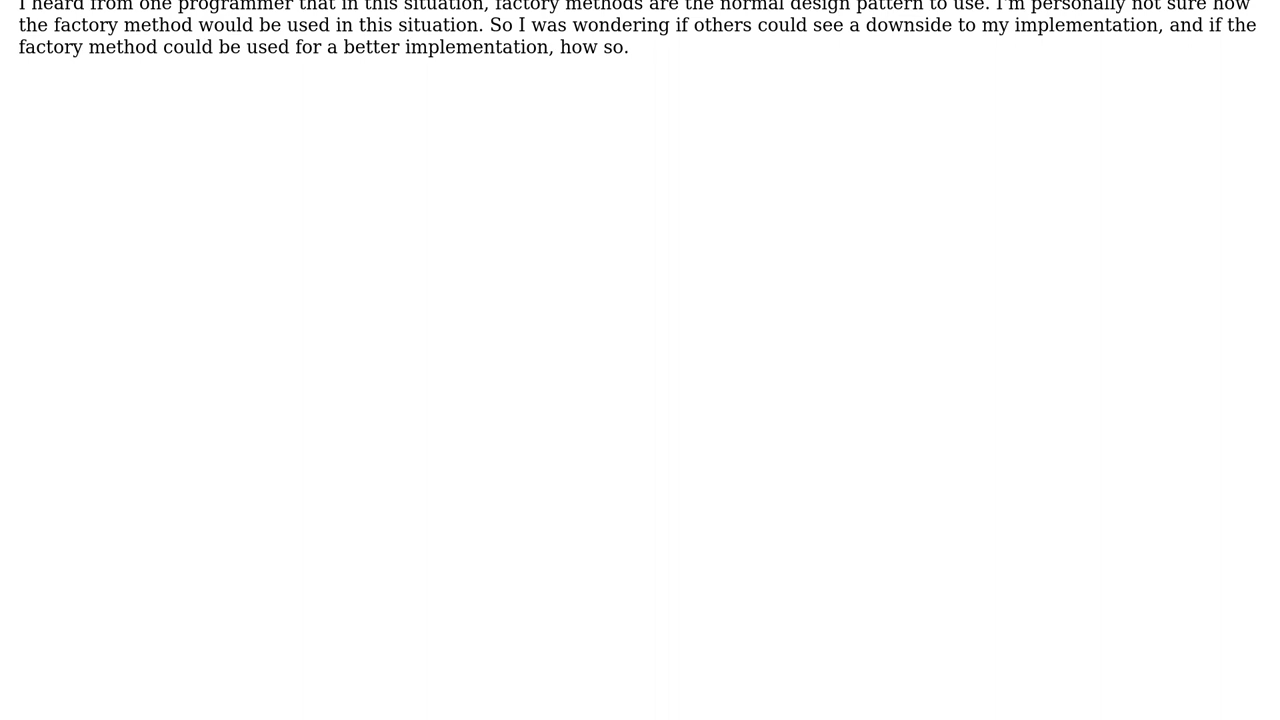 I heard from one programmer that in this situation, factory methods are the normal design pattern to use. I'm personally not sure how
the factory method would be used in this situation. So I was wondering if others could see a downside to my implementation, and if the
factory method could be used for a better implementation, how so.